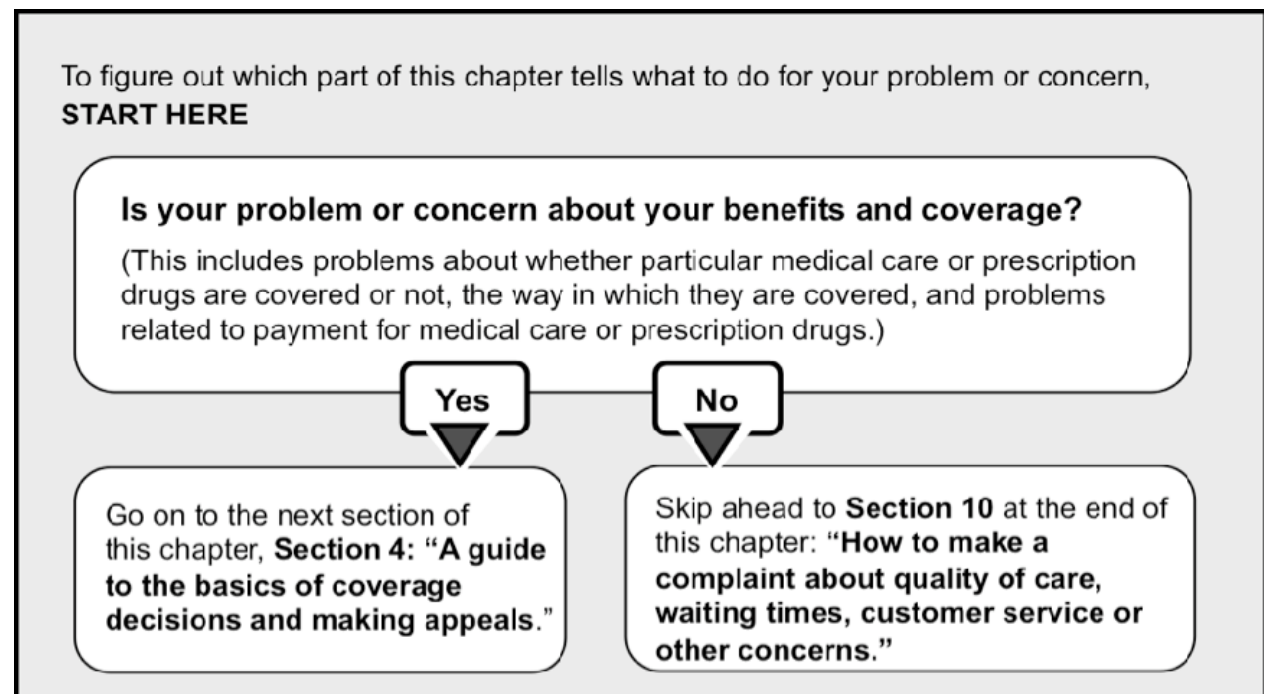 To figure out which part of this chapter tells what to do for your problem or concern,
START HERE
Is your problem or concern about your benefits and coverage?
(This includes problems about whether particular medical care or prescription
drugs are covered or not, the way in which they are covered, and problems
related to payment for medical care or prescription drugs.)
Yes
No
Go on to the next section of
this chapter, Section 4: “A guide
to the basics of coverage
decisions and making appeals.”
Skip ahead to Section 10 at the end of
this chapter: “How to make a
complaint about quality of care,
waiting times, customer service or
other concerns.”